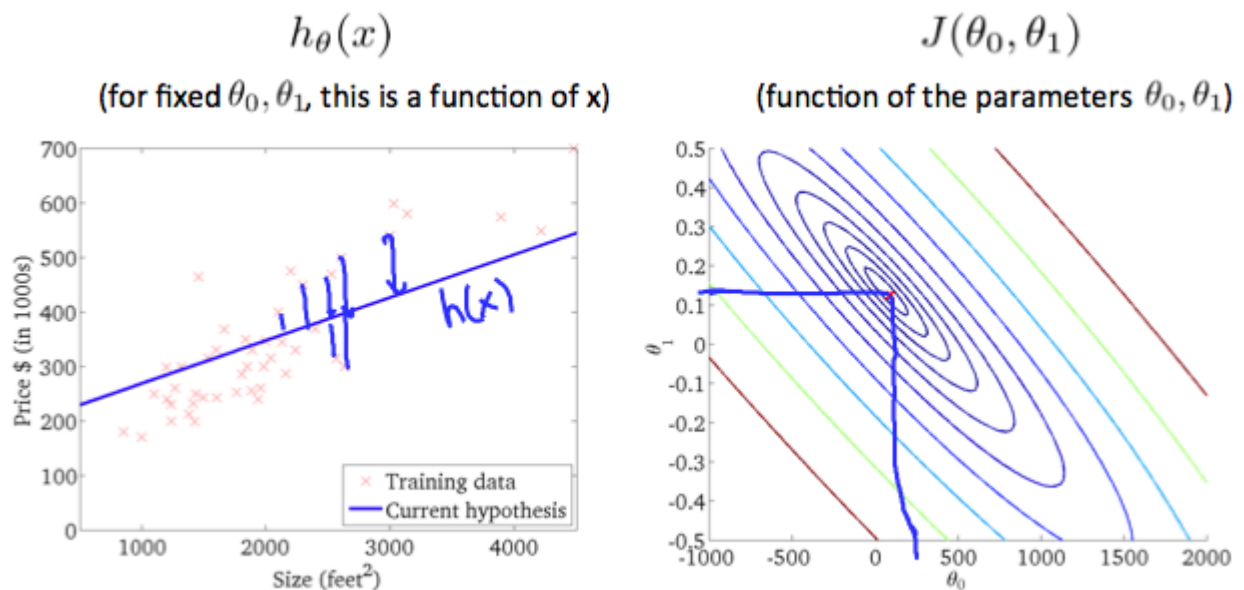 h_θ(x)
(for fixed θ₀, θ₁, this is a function of x)
700
600
500
400
300
200
100
0
Price $ (in 1000s)
h(x)
× Training data
Current hypothesis
1000 2000 3000 4000
Size (feet²)
J(θ₀, θ₁)
(function of the parameters θ₀, θ₁)
0.5
0.4
0.3
0.2
0.1
0
-0.1
-0.2
-0.3
-0.4
-0.5
θ₁
-1000 -500 0 500 1000 1500 2000
θ₀